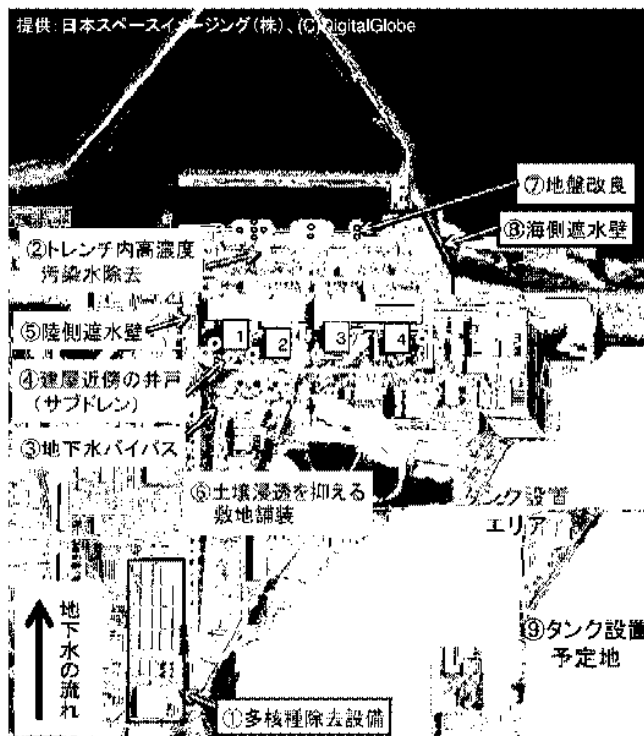 提供：日本スペースイメージング(株)、(C)DigitalGlobe
⑦地盤改良
⑧海側遮水壁
②トレンチ内高濃度
汚染水除去
⑤陸側遮水壁
1
2
3
4
④建屋近傍の井戸
(サブドレン)
③地下水バイパス
⑥土壌浸透を抑える
敷地舗装
タンク設置
エリア
地下水の流れ
⑨タンク設置
予定地
①多核種除去設備